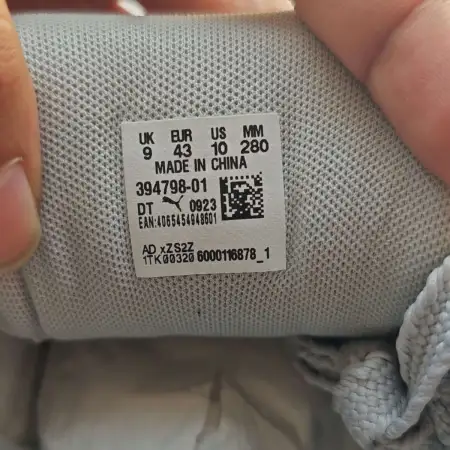 UK EUR US MM
9 43 10 280
MADE IN CHINA
394798-01
DT 0923
EAN:4065454948601
AD xZS2Z
1TK00320 6000116878_1